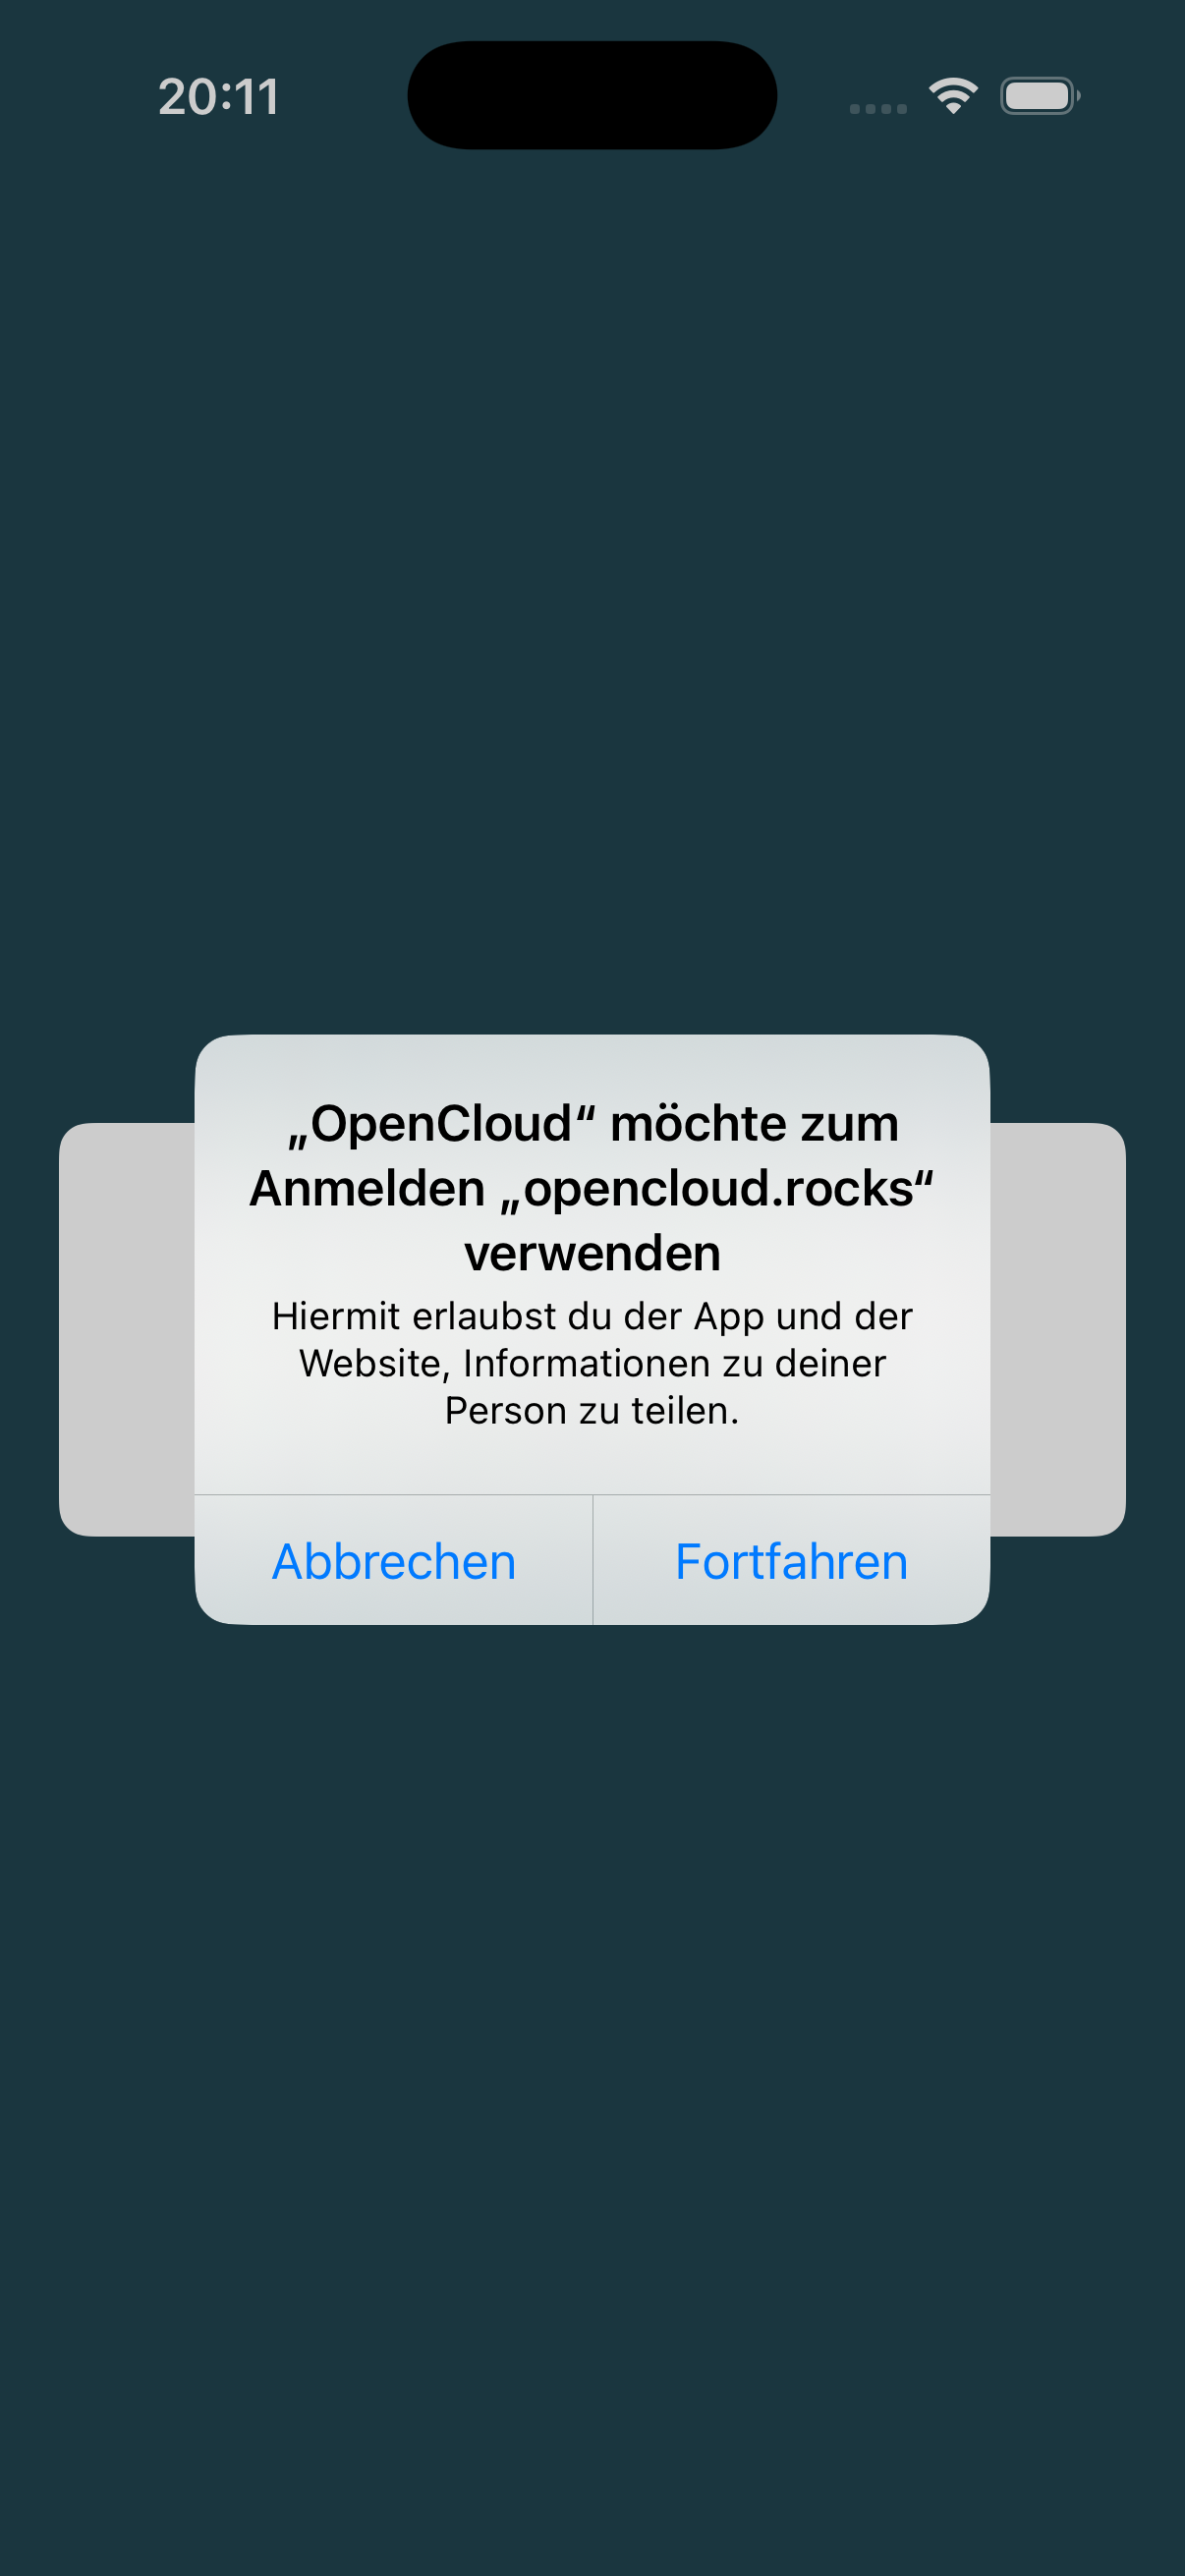 20:11
„OpenCloud“ möchte zum
Anmelden „opencloud.rocks“
verwenden
Hiermit erlaubst du der App und der
Website, Informationen zu deiner
Person zu teilen.
Abbrechen
Fortfahren